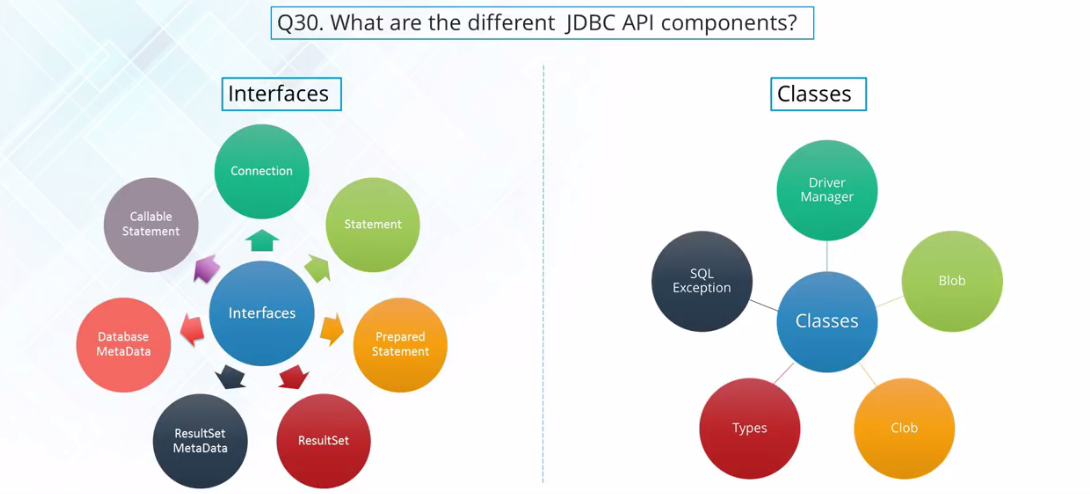 Q30. What are the different JDBC API components?
Interfaces
Connection
Statement
Prepared
Statement
ResultSet
ResultSet
MetaData
Database
MetaData
Callable
Statement
Interfaces
Classes
Driver
Manager
Blob
Clob
Types
SQL
Exception
Classes